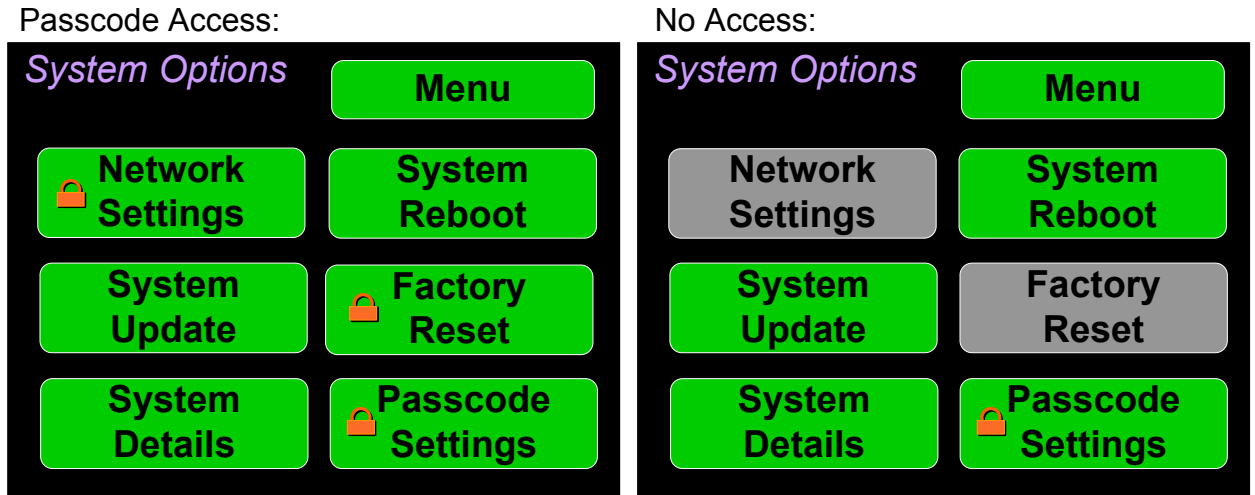 Passcode Access:
System Options
Menu
Network
Settings
System
Reboot
System
Update
Factory
Reset
System
Details
Passcode
Settings
No Access:
System Options
Menu
Network
Settings
System
Reboot
System
Update
Factory
Reset
System
Details
Passcode
Settings